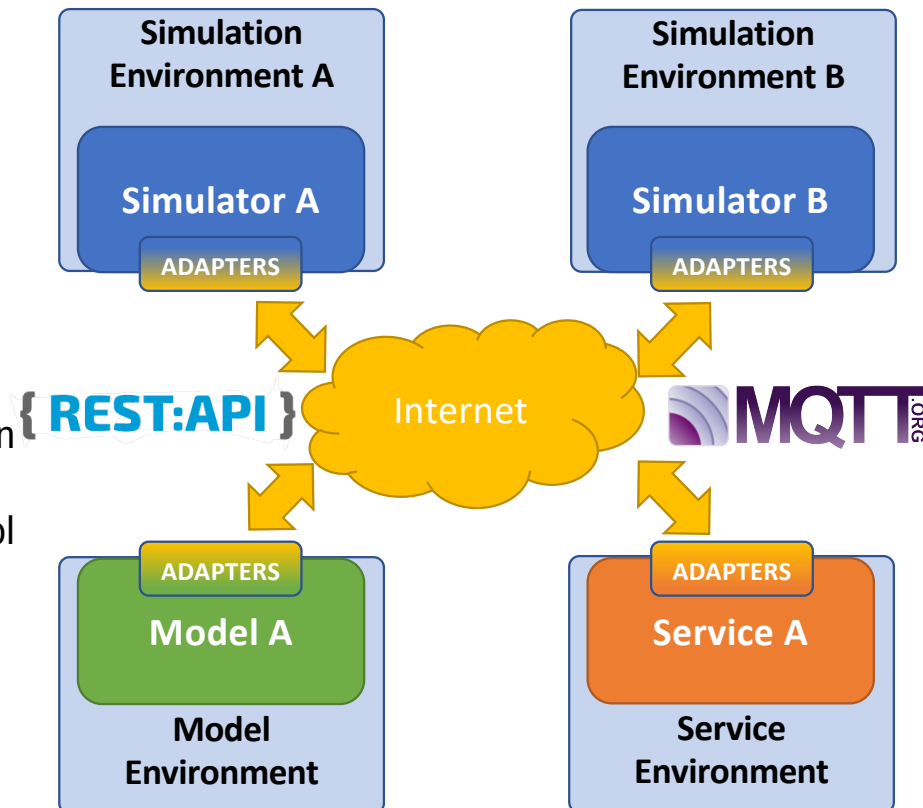 Simulation
Environment A
Simulator A
ADAPTERS
Simulation
Environment B
Simulator B
ADAPTERS
{ REST:API }
Internet
MQTT
.ORG
n
ol
ADAPTERS
Model A
Model
Environment
ADAPTERS
Service A
Service
Environment